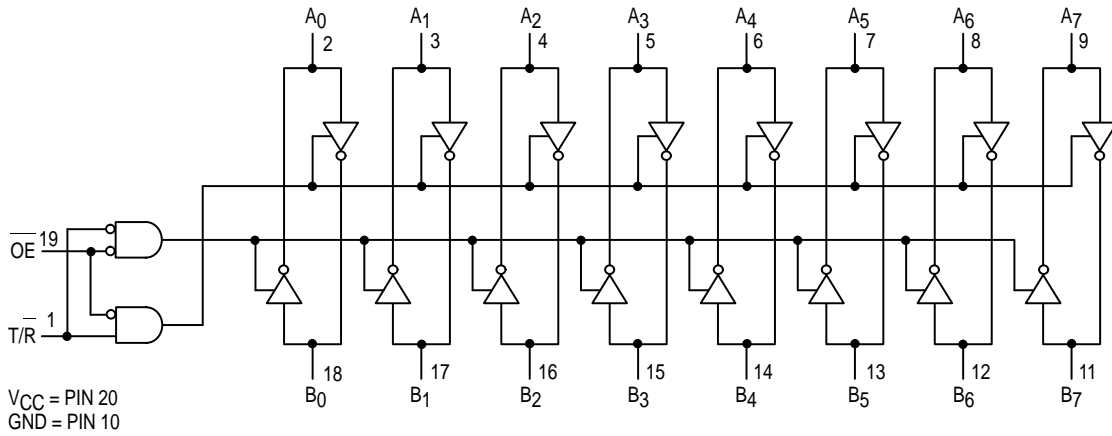 A0 A1 A2 A3 A4 A5 A6 A7
2 3 4 5 6 7 8 9
OE 19
T/R 1
18 17 16 15 14 13 12 11
B0 B1 B2 B3 B4 B5 B6 B7
VCC = PIN 20
GND = PIN 10